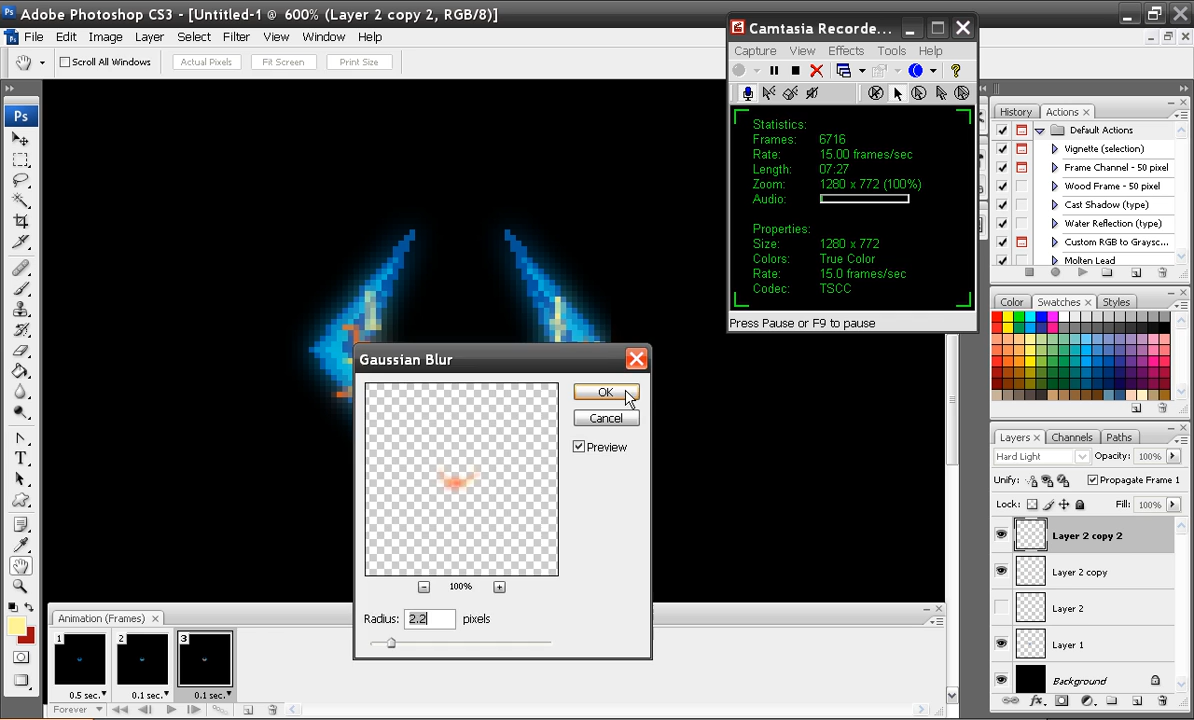 Adobe Photoshop CS3 - [Untitled-1 @ 600% (Layer 2 copy 2, RGB/8)]
File Edit Image Layer Select Filter View Window Help
Scroll All Windows Actual Pixels Fit Screen Print Size
Ps
Camtasia Recorde...
Capture View Effects Tools Help
Statistics:
Frames: 6716
Rate: 15.00 frames/sec
Length: 07:27
Zoom: 1280 x 772 (100%)
Audio:
Properties:
Size: 1280 x 772
Colors: True Color
Rate: 15.0 frames/sec
Codec: TSCC
Press Pause or F9 to pause
History Actions
Default Actions
Vignette (selection)
Frame Channel - 50 pixel
Wood Frame - 50 pixel
Cast Shadow (type)
Water Reflection (type)
Custom RGB to Graysc...
Molten Lead
Color Swatches Styles
Layers Channels Paths
Hard Light Opacity: 100%
Unify: Propagate Frame 1
Lock: Fill: 100%
Layer 2 copy 2
Layer 2 copy
Layer 2
Layer 1
Background
Gaussian Blur
OK
Cancel
Preview
100%
Radius: 2.2 pixels
Animation (Frames)
1 2 3
0.5 sec. 0.1 sec. 0.1 sec.
Forever